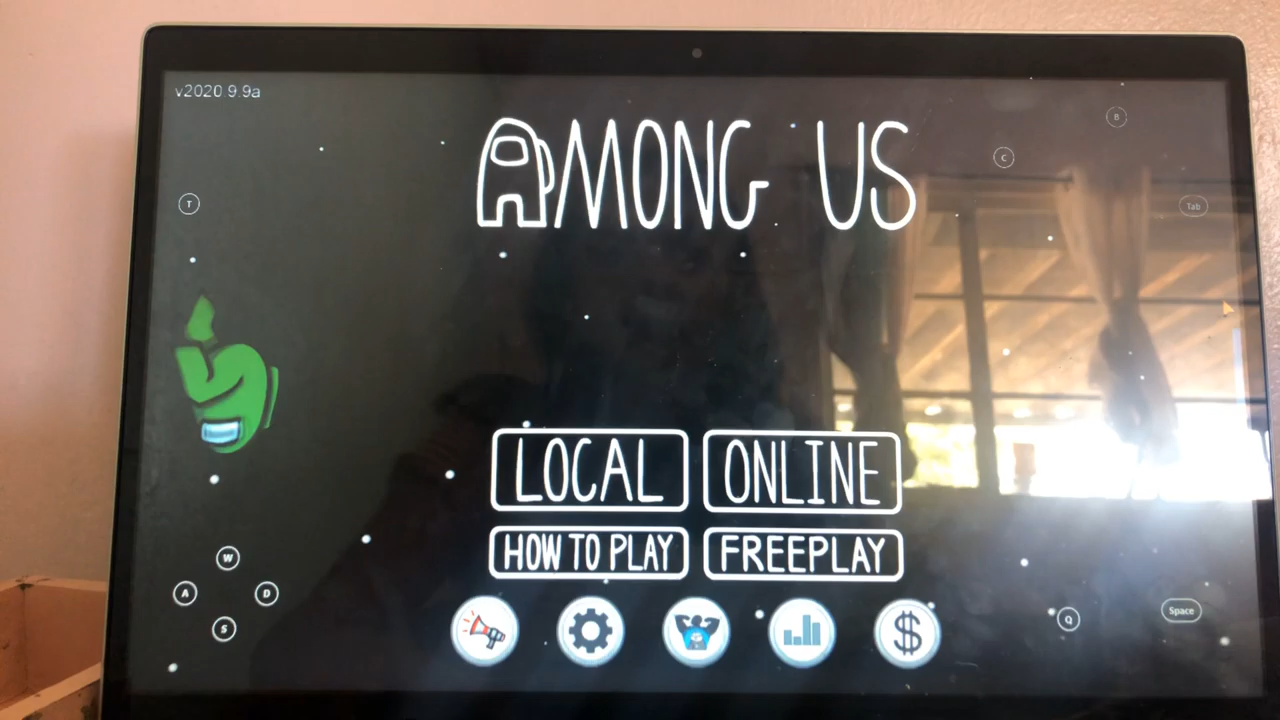 v2020 9.9a
B
AMONG US
C
T
Tab
LOCAL ONLINE
HOW TO PLAY FREEPLAY
W
A D
S
Q
Space
$